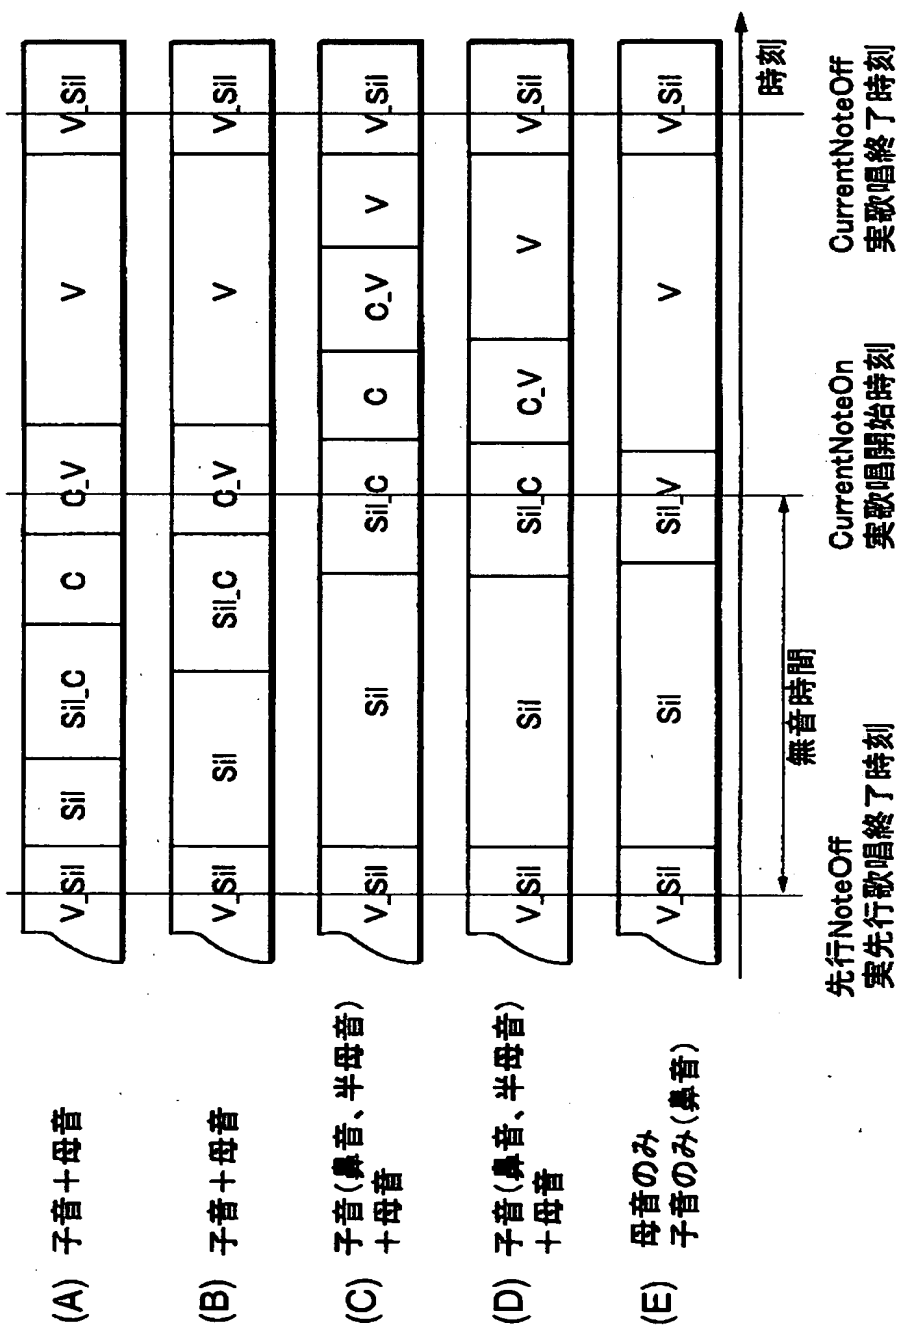 (A) 子音+母音
V_Sil Sil Sil_C C C_V V V_Sil
(B) 子音+母音
V_Sil Sil Sil_C C_V V V_Sil
(C) 子音(鼻音、半母音)
+母音
V_Sil Sil Sil_C C C_V V V_Sil
(D) 子音(鼻音、半母音)
+母音
V_Sil Sil Sil_C C_V V V_Sil
(E) 母音のみ
子音のみ(鼻音)
V_Sil Sil Sil_V V V_Sil
時刻
無音時間
先行NoteOff
実先行歌唱終了時刻
CurrentNoteOn
実歌唱開始時刻
CurrentNoteOff
実歌唱終了時刻